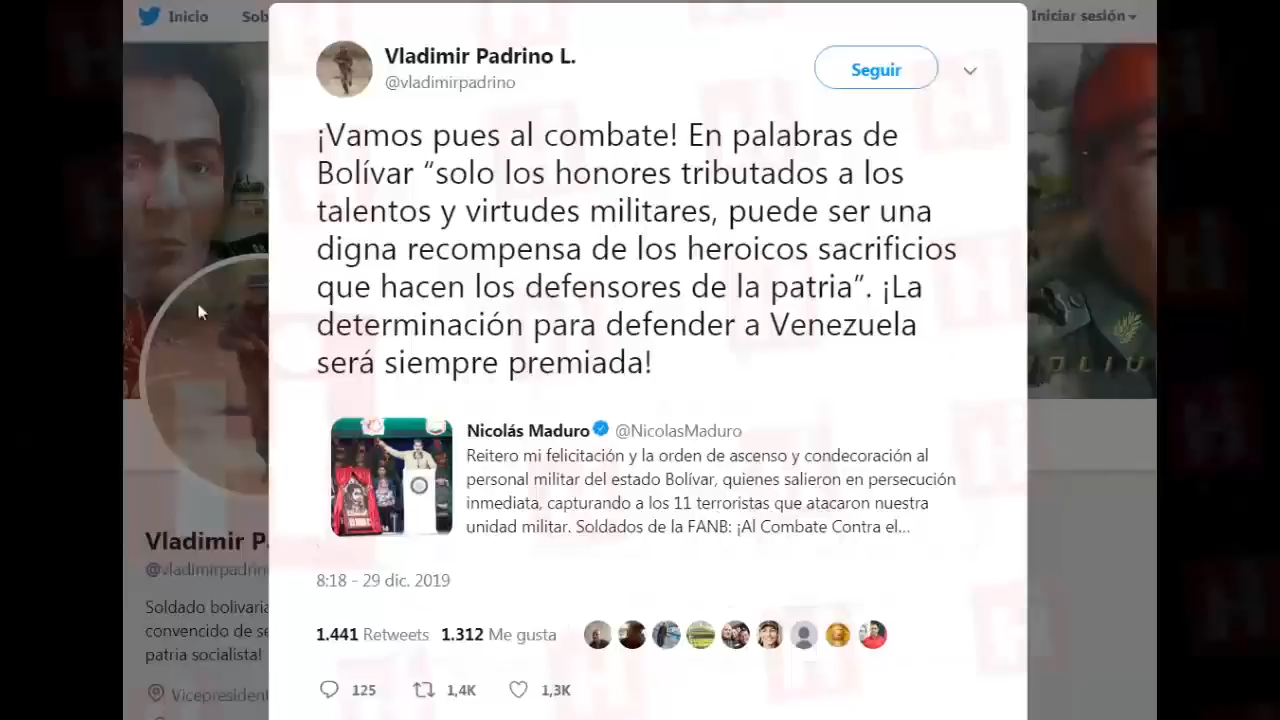 Inicio
Sob
Iniciar sesión
Vladimir Padrino L.
@vladimirpadrino
Seguir
¡Vamos pues al combate! En palabras de
Bolívar “solo los honores tributados a los
talentos y virtudes militares, puede ser una
digna recompensa de los heroicos sacrificios
que hacen los defensores de la patria”. ¡La
determinación para defender a Venezuela
será siempre premiada!
Nicolás Maduro @NicolasMaduro
Reitero mi felicitación y la orden de ascenso y condecoración al
personal militar del estado Bolívar, quienes salieron en persecución
inmediata, capturando a los 11 terroristas que atacaron nuestra
unidad militar. Soldados de la FANB: ¡Al Combate Contra el...
8:18 - 29 dic. 2019
1.441 Retweets 1.312 Me gusta
125 1,4K 1,3K
Vladimir P
@vladimirpadrin
Soldado bolivaria
convencido de se
patria socialista!
Vicepresident